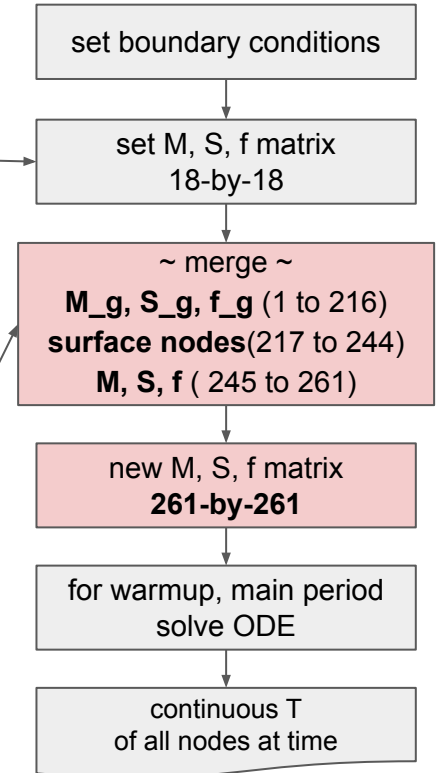 set boundary conditions
set M, S, f matrix
18-by-18
~ merge ~
M_g, S_g, f_g (1 to 216)
surface nodes(217 to 244)
M, S, f ( 245 to 261)
new M, S, f matrix
261-by-261
for warmup, main period
solve ODE
continuous T
of all nodes at time